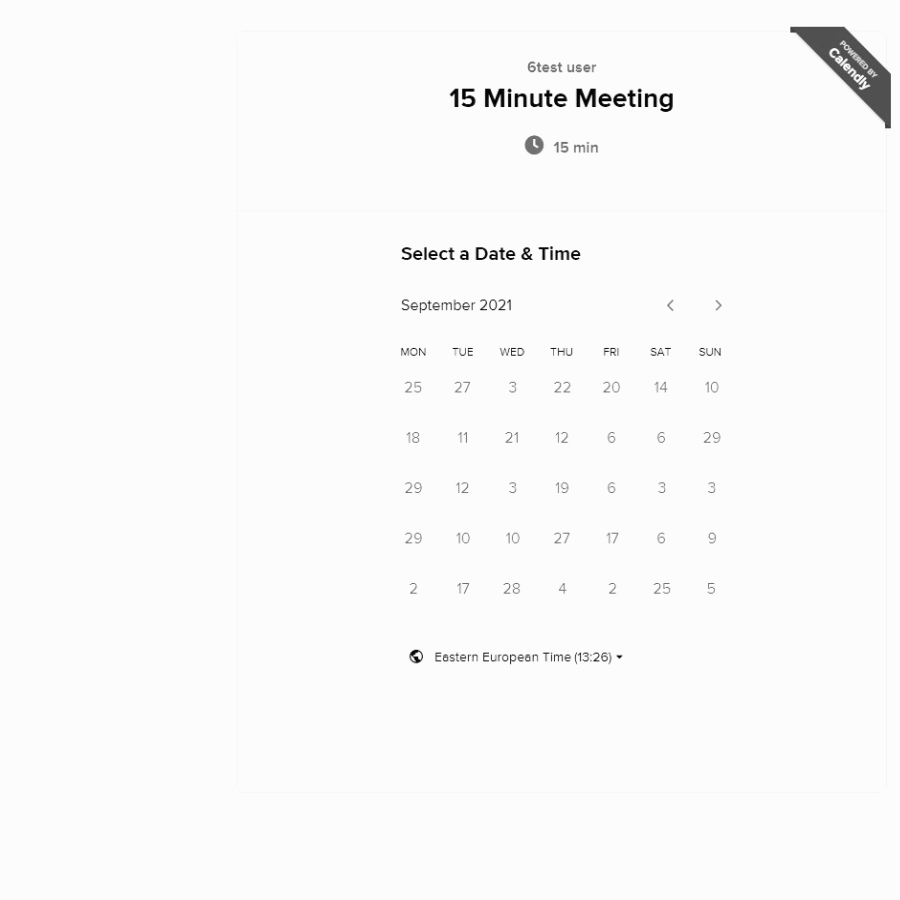 POWERED BY
Calendly
6test user
15 Minute Meeting
15 min
Select a Date & Time
September 2021
MON TUE WED THU FRI SAT SUN
25 27 3 22 20 14 10
18 11 21 12 6 6 29
29 12 3 19 6 3 3
29 10 10 27 17 6 9
2 17 28 4 2 25 5
Eastern European Time (13:26)